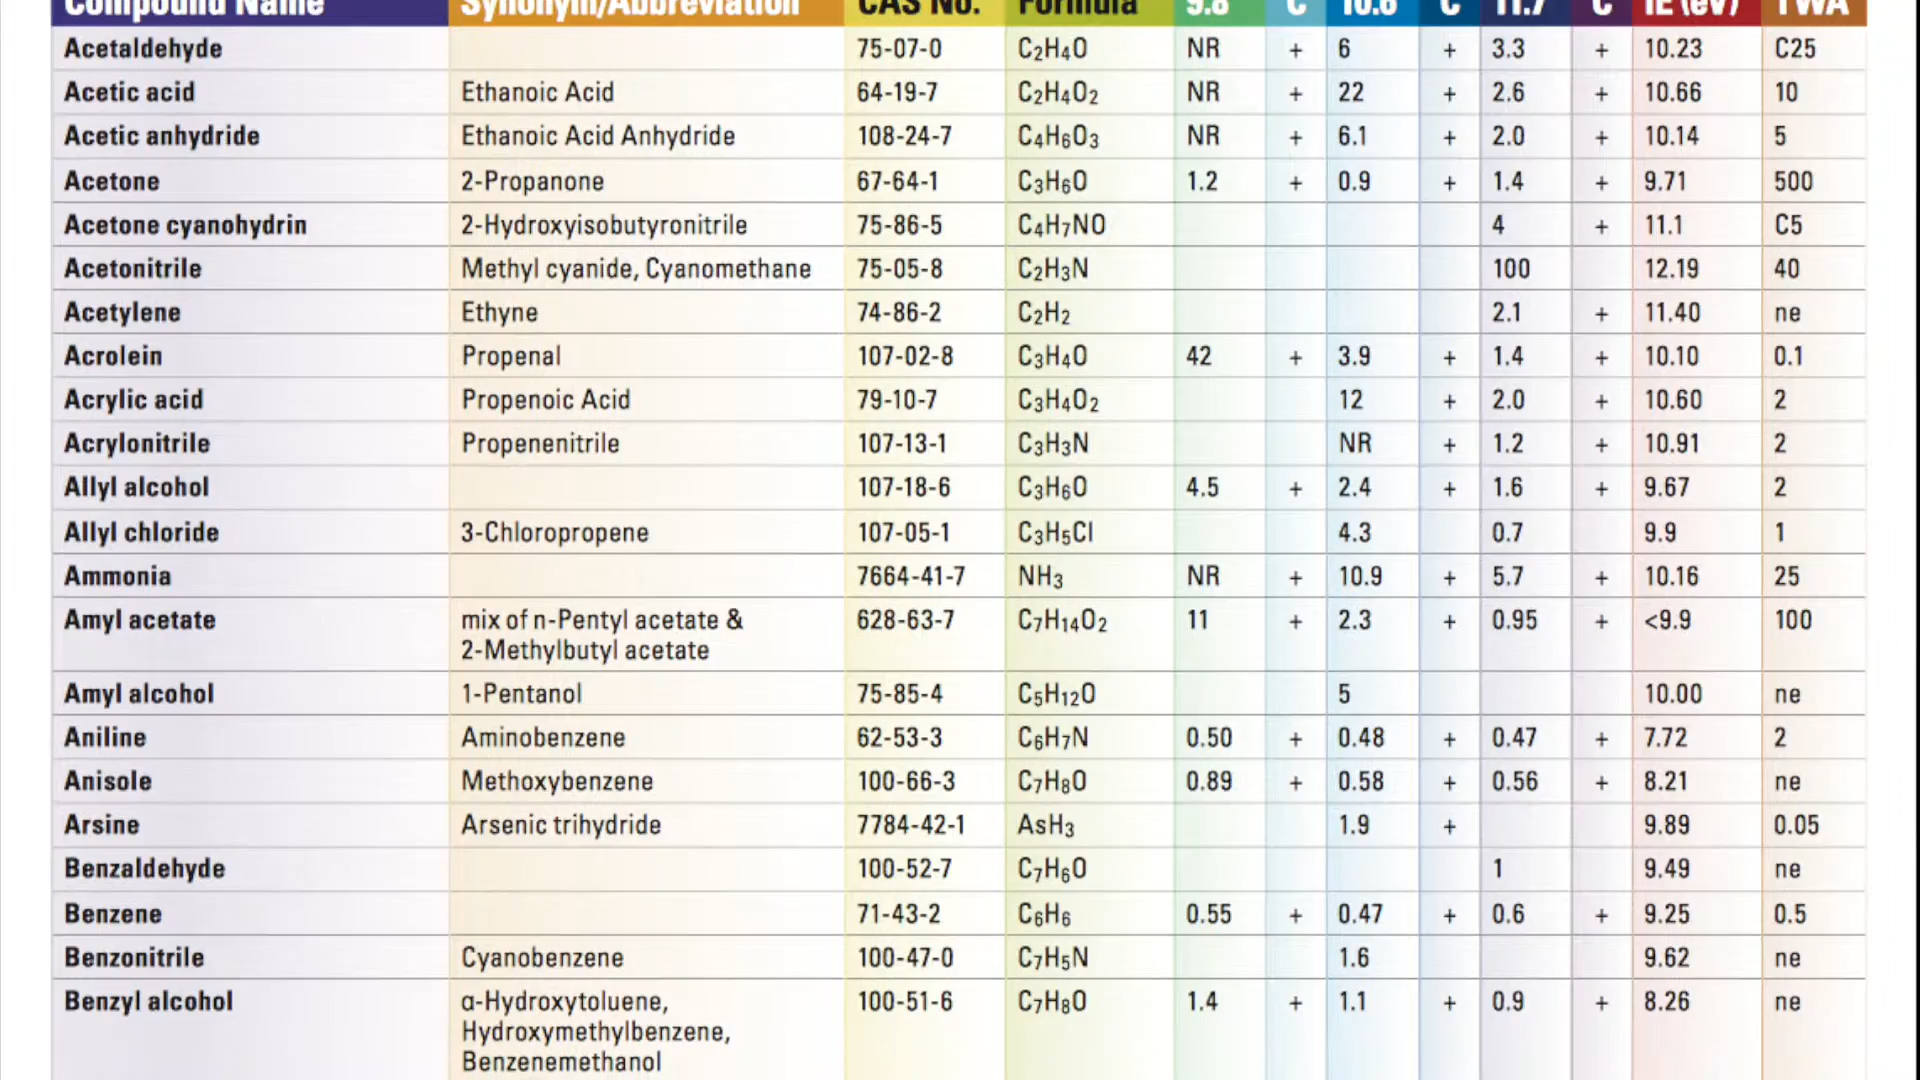 Compound Name Synonym/Abbreviation CAS No. Formula 9.8 C 10.6 C 11.7 C IE (eV) TWA
Acetaldehyde 75-07-0 C₂H₄O NR + 6 + 3.3 + 10.23 C25
Acetic acid Ethanoic Acid 64-19-7 C₂H₄O₂ NR + 22 + 2.6 + 10.66 10
Acetic anhydride Ethanoic Acid Anhydride 108-24-7 C₄H₆O₃ NR + 6.1 + 2.0 + 10.14 5
Acetone 2-Propanone 67-64-1 C₃H₆O 1.2 + 0.9 + 1.4 + 9.71 500
Acetone cyanohydrin 2-Hydroxyisobutyronitrile 75-86-5 C₄H₇NO 4 + 11.1 C5
Acetonitrile Methyl cyanide, Cyanomethane 75-05-8 C₂H₃N 100 12.19 40
Acetylene Ethyne 74-86-2 C₂H₂ 2.1 + 11.40 ne
Acrolein Propenal 107-02-8 C₃H₄O 42 + 3.9 + 1.4 + 10.10 0.1
Acrylic acid Propenoic Acid 79-10-7 C₃H₄O₂ 12 + 2.0 + 10.60 2
Acrylonitrile Propenenitrile 107-13-1 C₃H₃N NR + 1.2 + 10.91 2
Allyl alcohol 107-18-6 C₃H₆O 4.5 + 2.4 + 1.6 + 9.67 2
Allyl chloride 3-Chloropropene 107-05-1 C₃H₅Cl 4.3 0.7 9.9 1
Ammonia 7664-41-7 NH₃ NR + 10.9 + 5.7 + 10.16 25
Amyl acetate mix of n-Pentyl acetate & 628-63-7 C₇H₁₄O₂ 11 + 2.3 + 0.95 + <9.9 100
2-Methylbutyl acetate
Amyl alcohol 1-Pentanol 75-85-4 C₅H₁₂O 5 10.00 ne
Aniline Aminobenzene 62-53-3 C₆H₇N 0.50 + 0.48 + 0.47 + 7.72 2
Anisole Methoxybenzene 100-66-3 C₇H₈O 0.89 + 0.58 + 0.56 + 8.21 ne
Arsine Arsenic trihydride 7784-42-1 AsH₃ 1.9 + 9.89 0.05
Benzaldehyde 100-52-7 C₇H₆O 1 9.49 ne
Benzene 71-43-2 C₆H₆ 0.55 + 0.47 + 0.6 + 9.25 0.5
Benzonitrile Cyanobenzene 100-47-0 C₇H₅N 1.6 9.62 ne
Benzyl alcohol α-Hydroxytoluene, 100-51-6 C₇H₈O 1.4 + 1.1 + 0.9 + 8.26 ne
Hydroxymethylbenzene,
Benzenemethanol